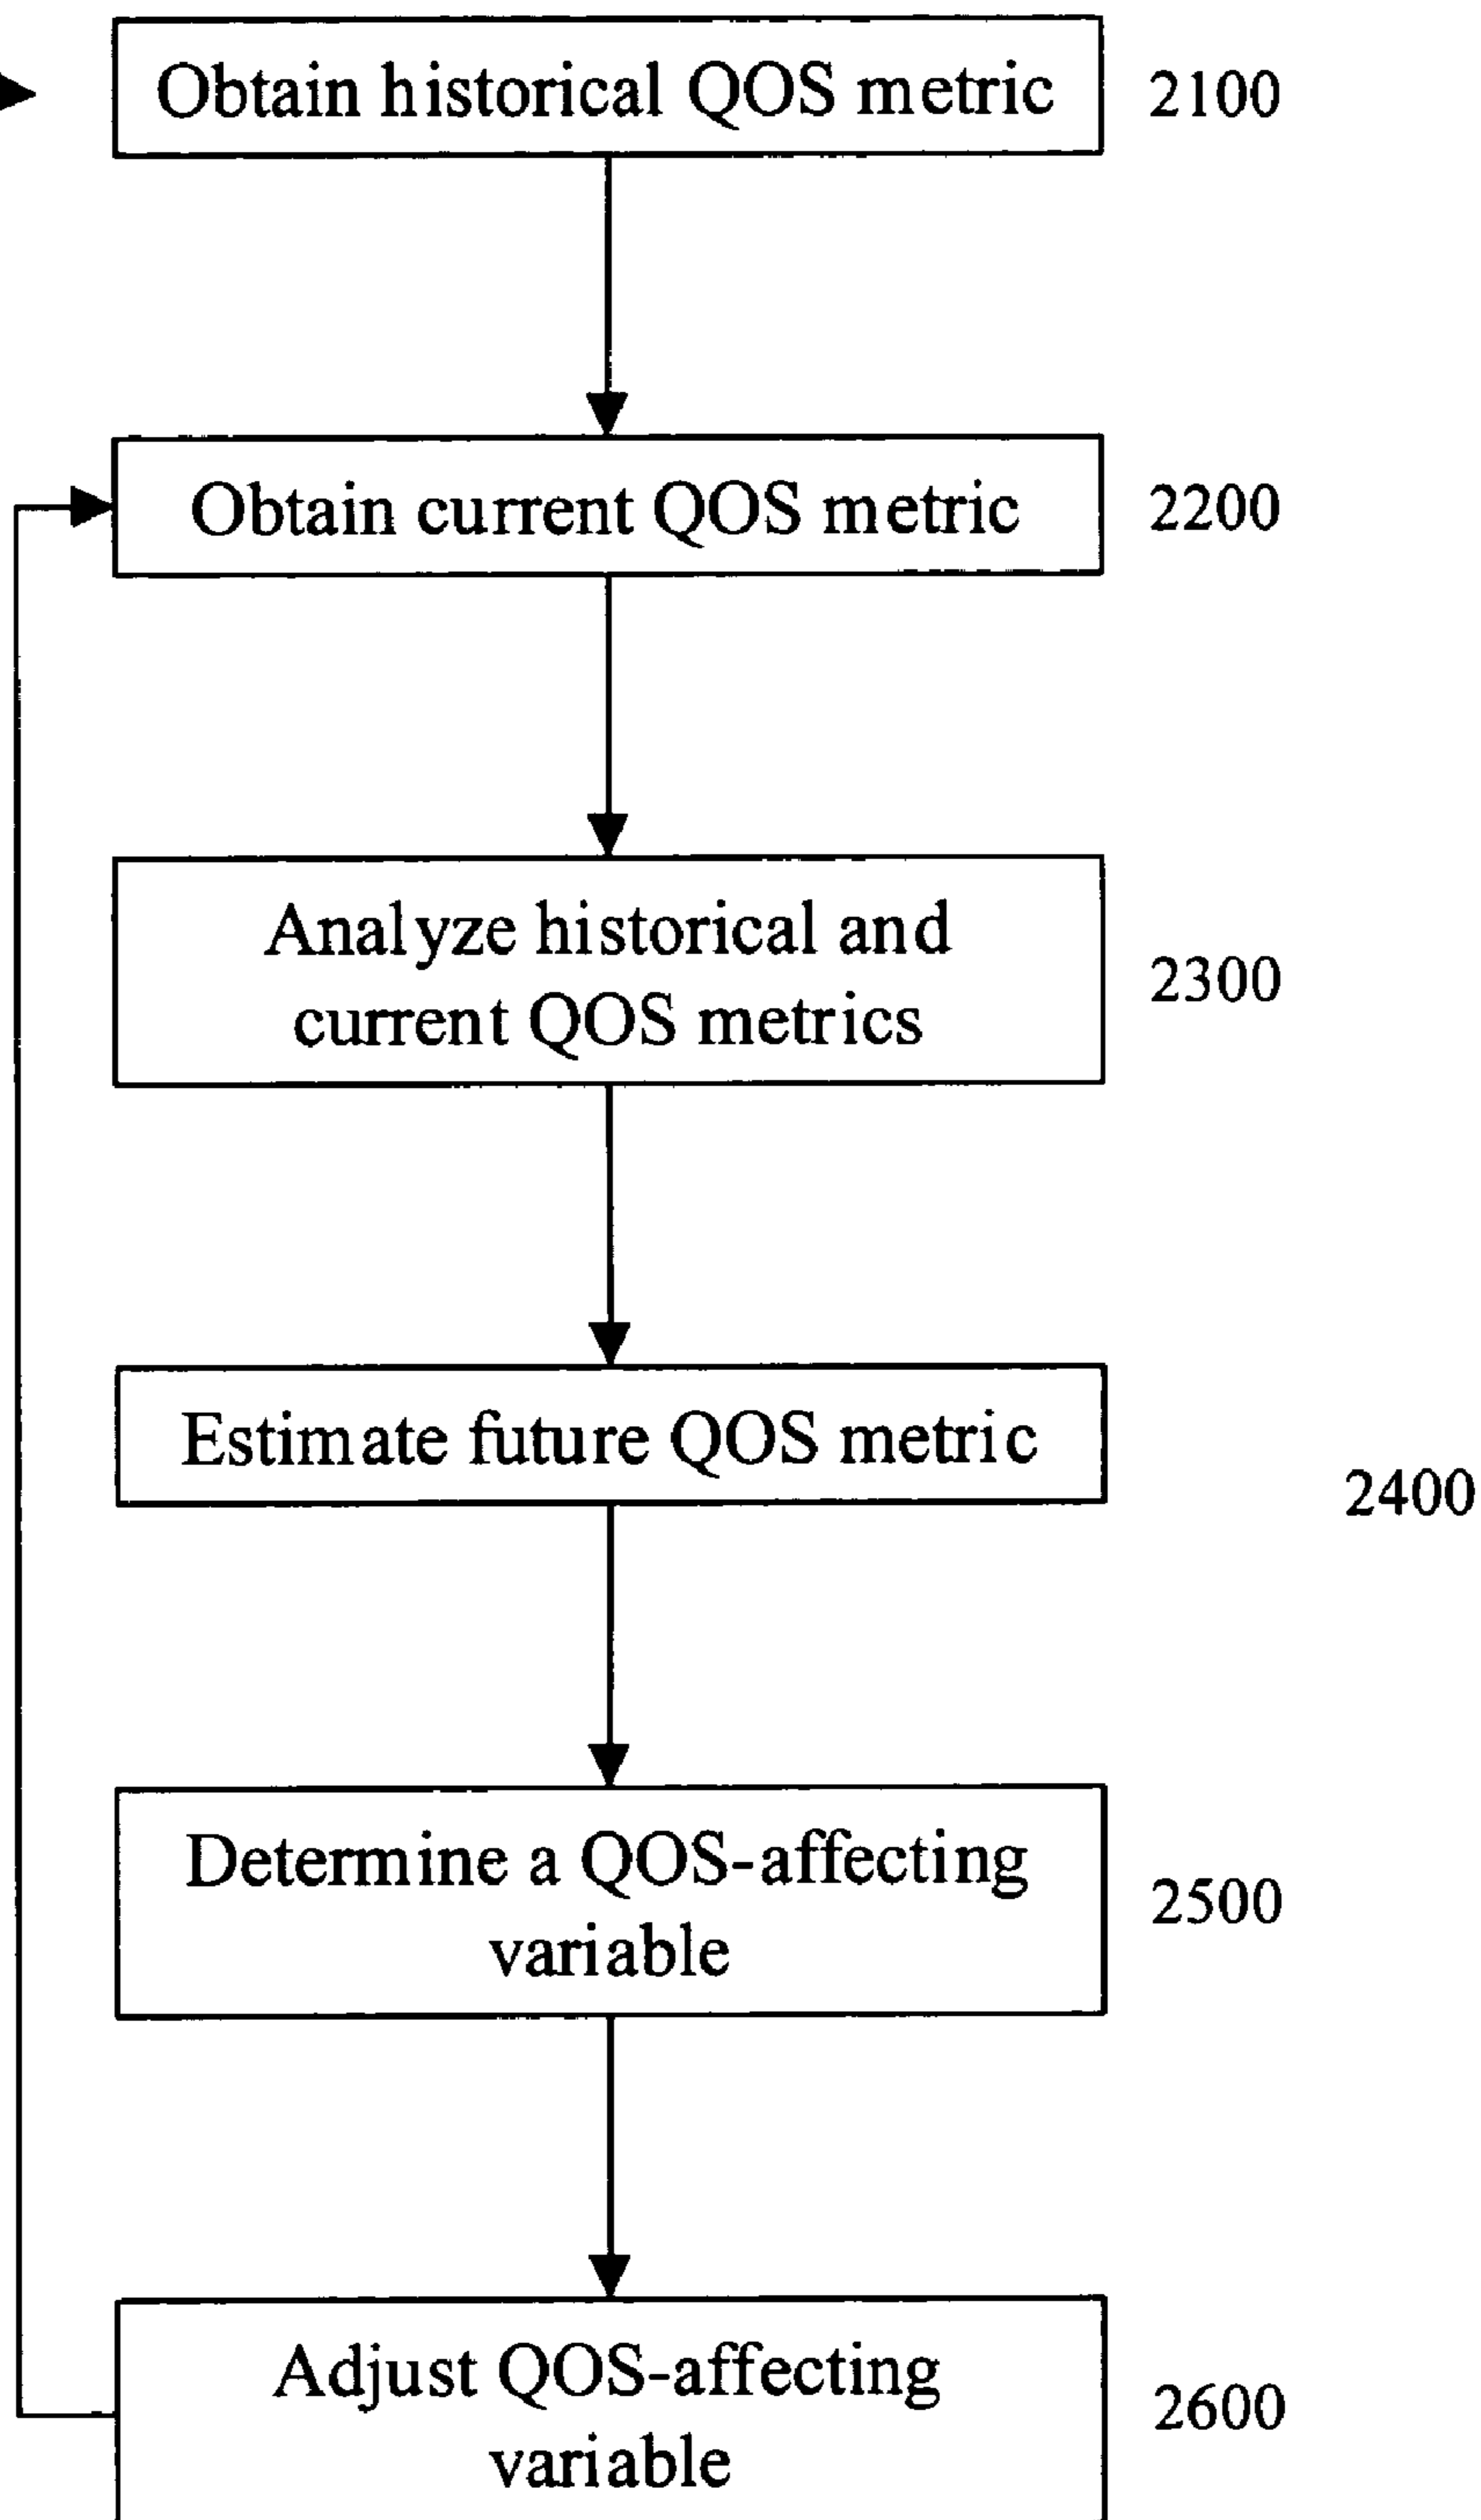 Obtain historical QOS metric 2100
Obtain current QOS metric 2200
Analyze historical and
current QOS metrics
2300
Estimate future QOS metric
2400
Determine a QOS-affecting
variable
2500
Adjust QOS-affecting
variable
2600